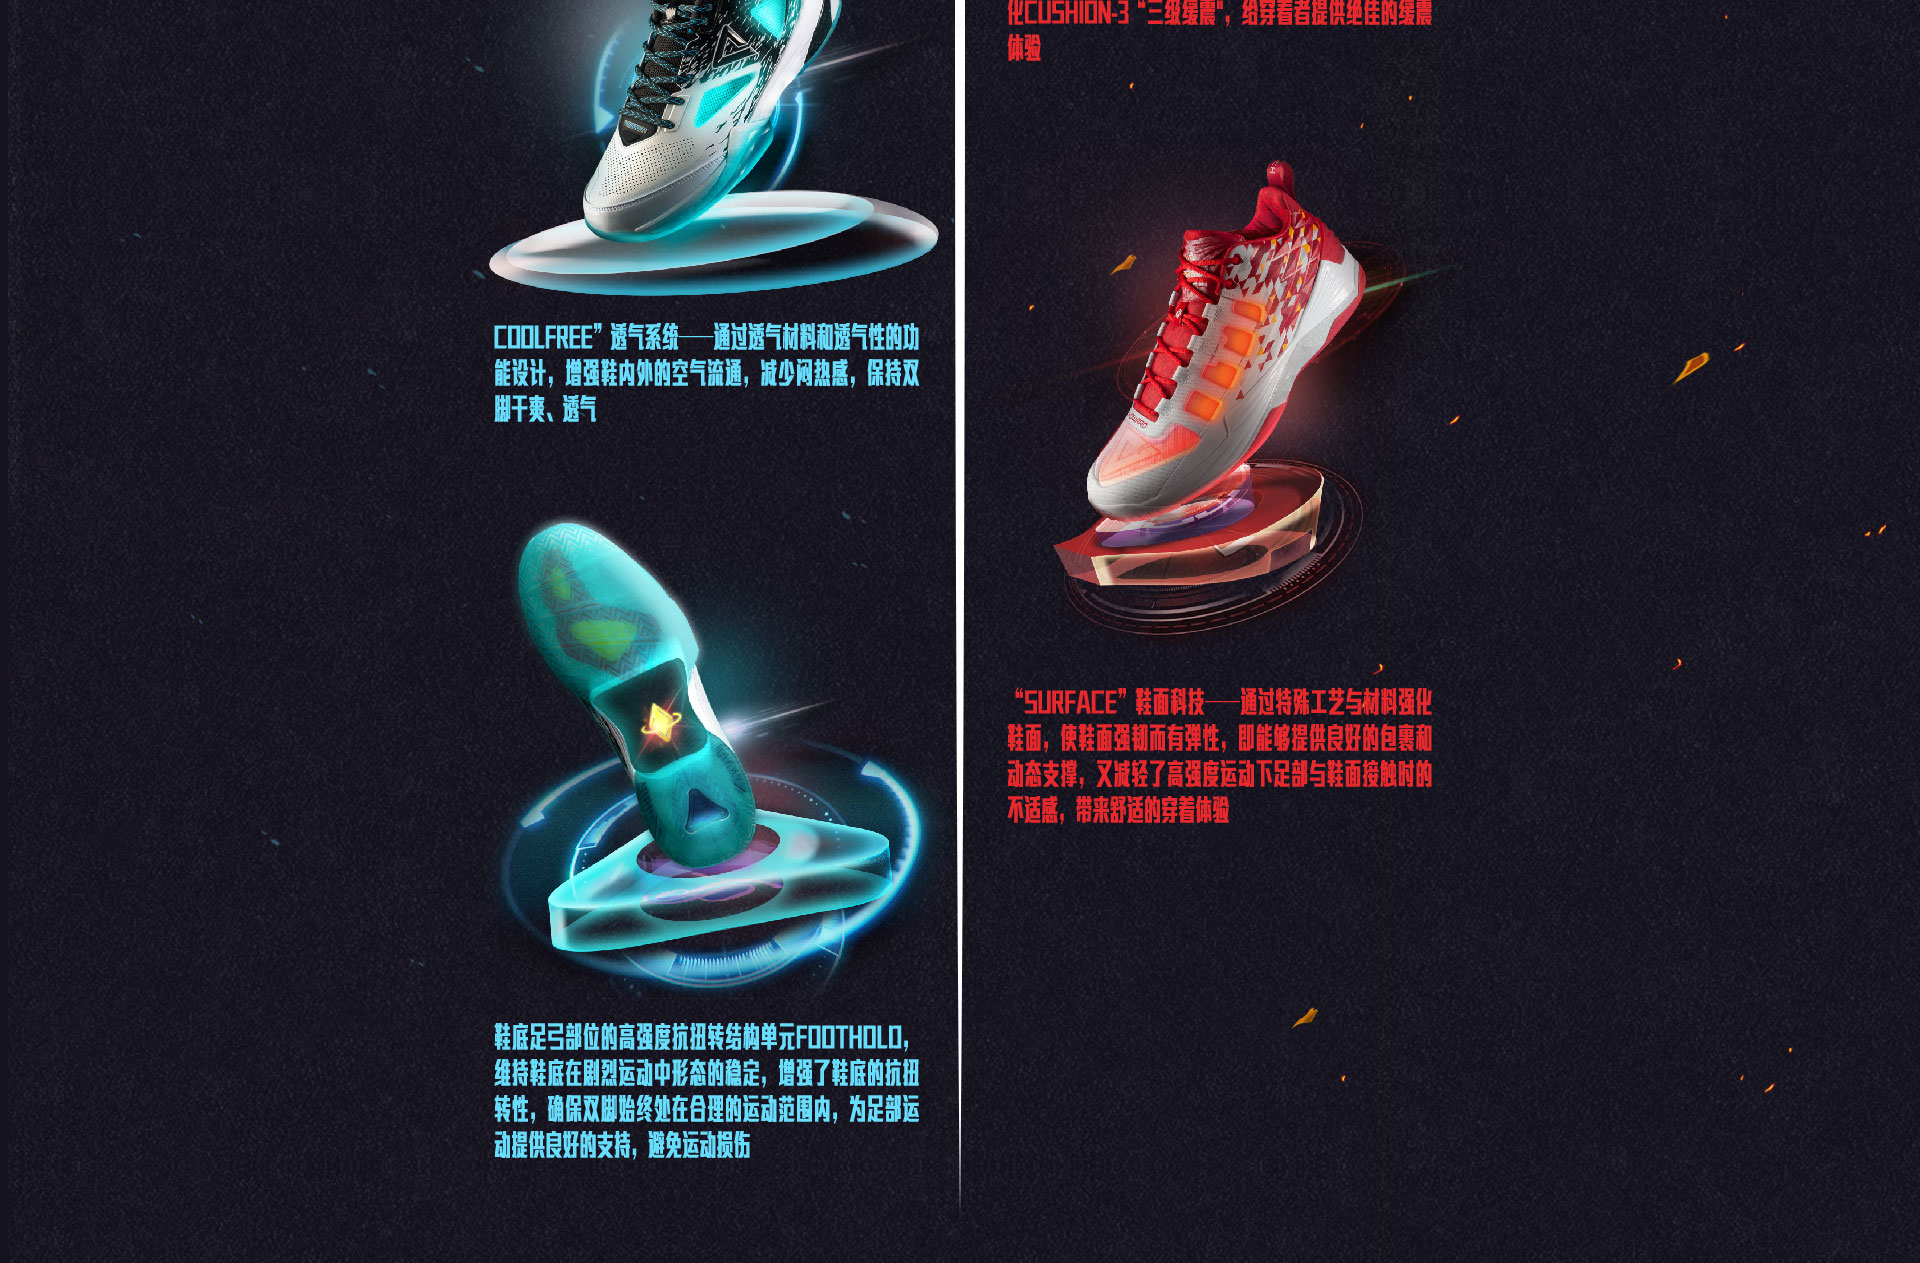 COOLFREE”透气系统——通过透气材料和透气性的功
能设计，增强鞋内外的空气流通，减少闷热感，保持双
脚干爽、透气
鞋底足弓部位的高强度抗扭转结构单元FOOTHOLD，
维持鞋底在剧烈运动中形态的稳定，增强了鞋底的抗扭
转性，确保双脚始终处在合理的运动范围内，为足部运
动提供良好的支持，避免运动损伤
化CUSHION-3“三级缓震"，给穿着者提供绝佳的缓震
体验
“SURFACE”鞋面科技——通过特殊工艺与材料强化
鞋面，使鞋面强韧而有弹性，即能够提供良好的包裹和
动态支撑，又减轻了高强度运动下足部与鞋面接触时的
不适感，带来舒适的穿着体验